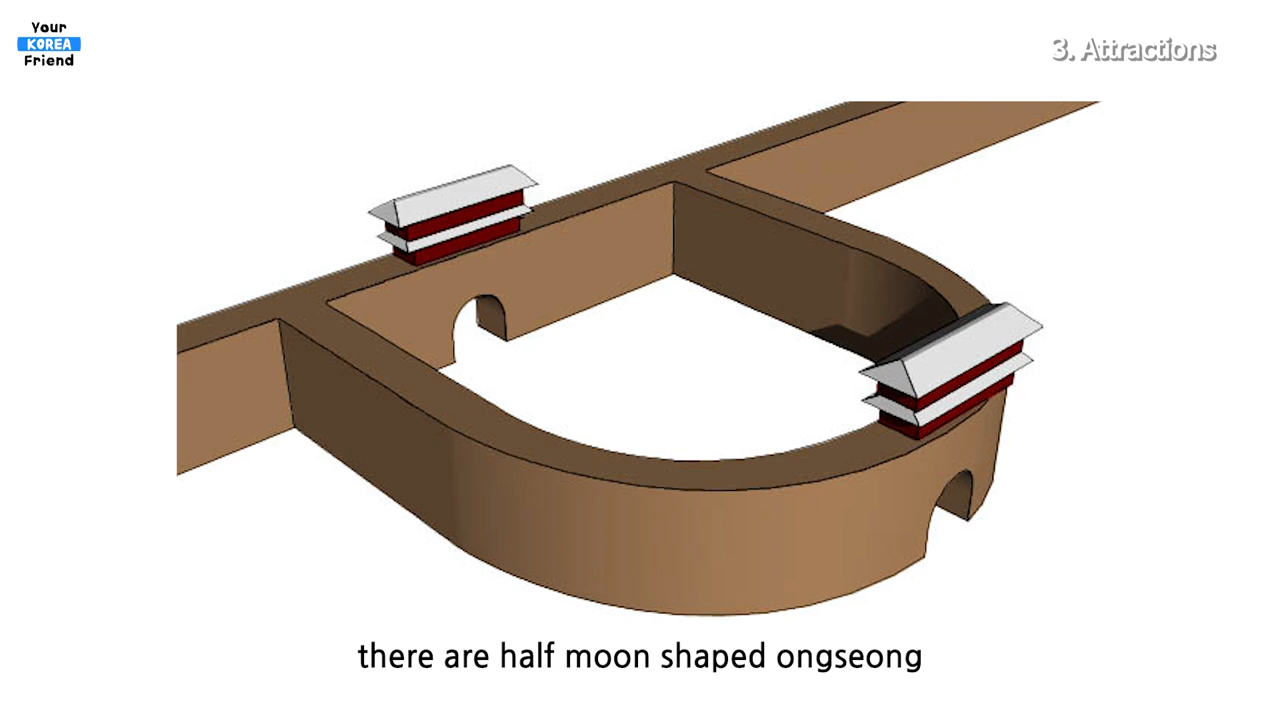 Your
KOREA
Friend
3. Attractions
there are half moon shaped ongseong